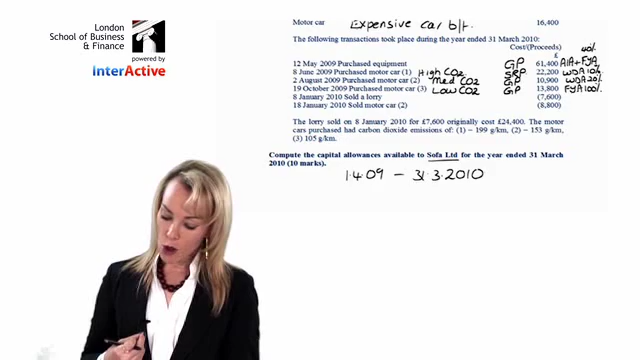 London
School of Business
& Finance
powered by
InterActive
Motor car Expensive car b/f. 16,400
The following transactions took place during the year ended 31 March 2010:
Cost/(Proceeds)
£ 40%
12 May 2009 Purchased equipment GP 61,400 AIA + FYA
8 June 2009 Purchased motor car (1) High CO2 SRP 22,200 WDA 10%
2 August 2009 Purchased motor car (2) Med CO2 GP 10,900 WDA 20%
19 October 2009 Purchased motor car (3) Low CO2 GP 13,800 FYA 100%
8 January 2010 Sold a lorry (7,600)
18 January 2010 Sold motor car (2) (8,800)
The lorry sold on 8 January 2010 for £7,600 originally cost £24,400. The motor
cars purchased had carbon dioxide emissions of: (1) – 199 g/km, (2) – 153 g/km,
(3) 105 g/km.
Compute the capital allowances available to Sofa Ltd for the year ended 31 March
2010 (10 marks).
1.4.09 – 31.3.2010